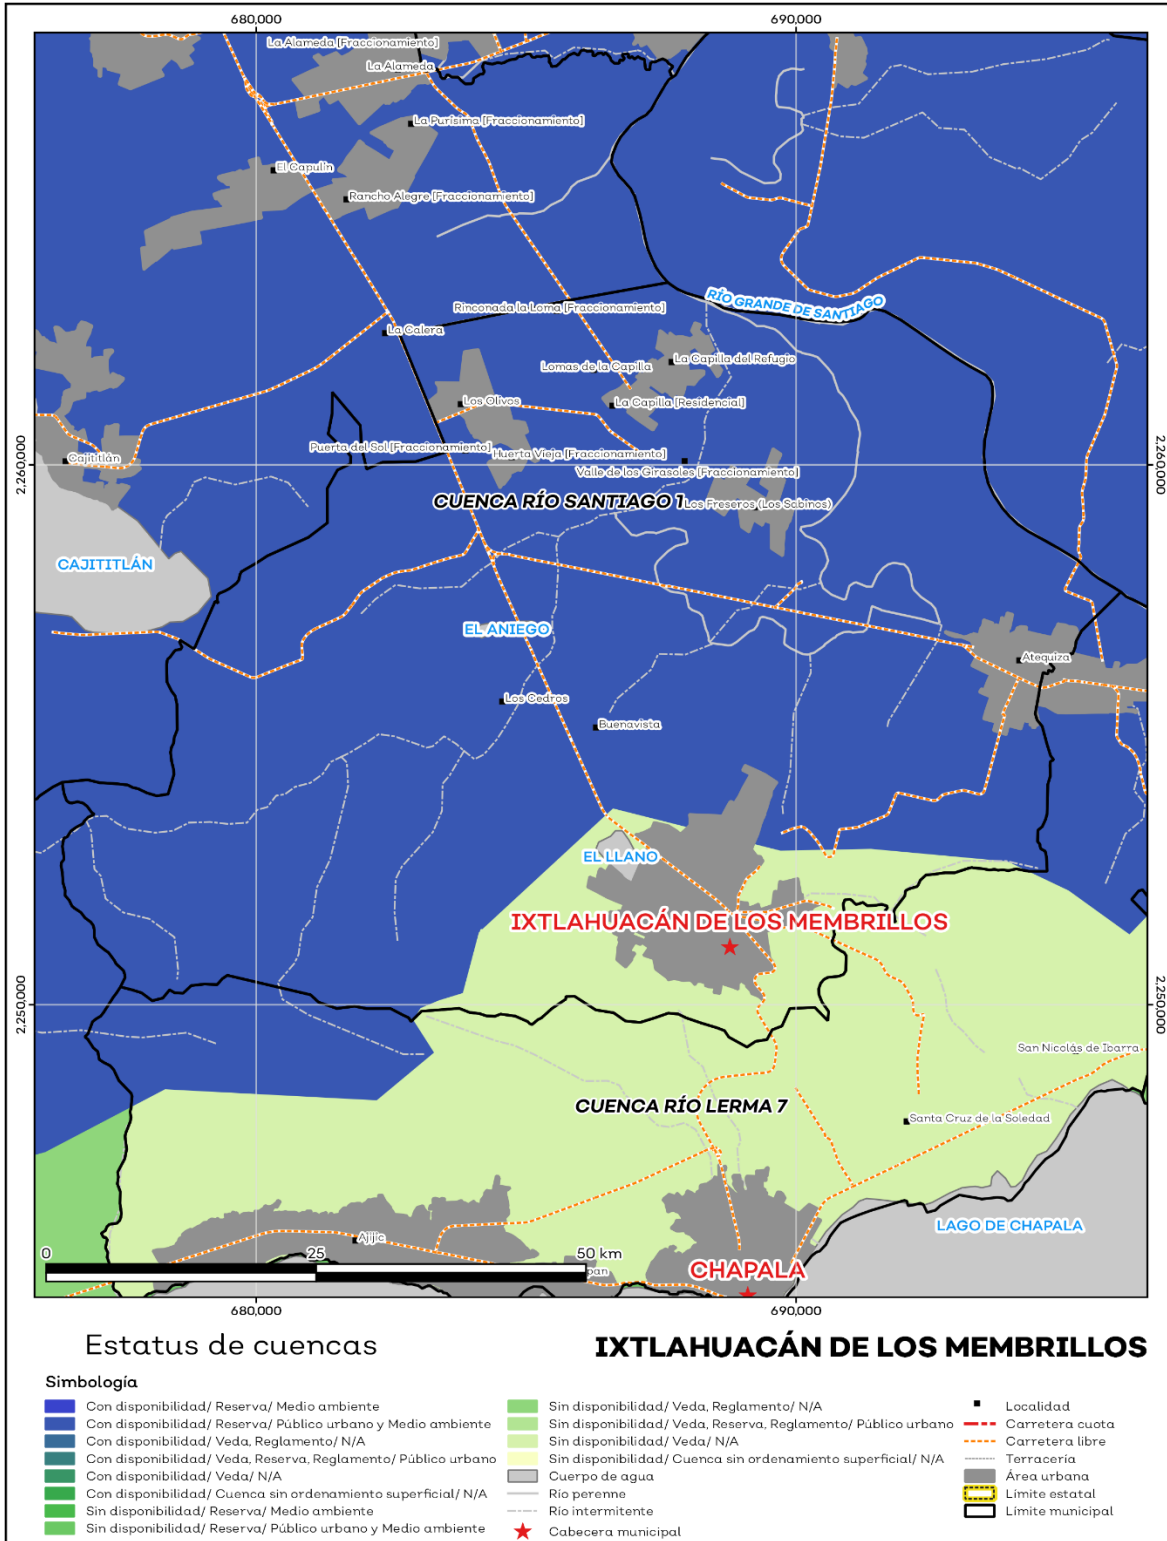 680,000
690,000
La Alameda [Fraccionamiento]
La Alameda
La Purísima [Fraccionamiento]
El Capulín
Rancho Alegre [Fraccionamiento]
RÍO GRANDE DE SANTIAGO
Rinconada la Loma [Fraccionamiento]
La Calera
La Capilla del Refugio
Lomas de la Capilla
Los Olivos
La Capilla [Residencial]
Puerta del Sol [Fraccionamiento]
Huerta Vieja [Fraccionamiento]
Cajititlán
2,260,000
2,260,000
Valle de los Girasoles [Fraccionamiento]
CUENCA RÍO SANTIAGO 1
Los Freseros (Los Sabinos)
CAJITITLÁN
EL ANIEGO
Atequiza
Los Cedros
Buenavista
EL LLANO
IXTLAHUACÁN DE LOS MEMBRILLOS
2,250,000
2,250,000
San Nicolás de Ibarra
CUENCA RÍO LERMA 7
Santa Cruz de la Soledad
LAGO DE CHAPALA
Ajijic
0
25
50 km
pan
CHAPALA
680,000
690,000
Estatus de cuencas
IXTLAHUACÁN DE LOS MEMBRILLOS
Simbología
Con disponibilidad/ Reserva/ Medio ambiente
Con disponibilidad/ Reserva/ Público urbano y Medio ambiente
Con disponibilidad/ Veda, Reglamento/ N/A
Con disponibilidad/ Veda, Reserva, Reglamento/ Público urbano
Con disponibilidad/ Veda/ N/A
Con disponibilidad/ Cuenca sin ordenamiento superficial/ N/A
Sin disponibilidad/ Reserva/ Medio ambiente
Sin disponibilidad/ Reserva/ Público urbano y Medio ambiente
Sin disponibilidad/ Veda, Reglamento/ N/A
Sin disponibilidad/ Veda, Reserva, Reglamento/ Público urbano
Sin disponibilidad/ Veda/ N/A
Sin disponibilidad/ Cuenca sin ordenamiento superficial/ N/A
Cuerpo de agua
Río perenne
Río intermitente
Cabecera municipal
Localidad
Carretera cuota
Carretera libre
Terracería
Área urbana
Límite estatal
Límite municipal